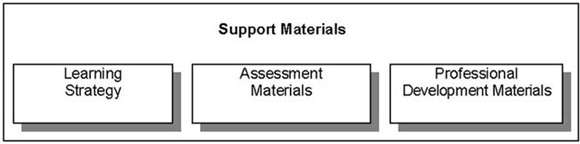 Support Materials
Learning
Strategy
Assessment
Materials
Professional
Development Materials